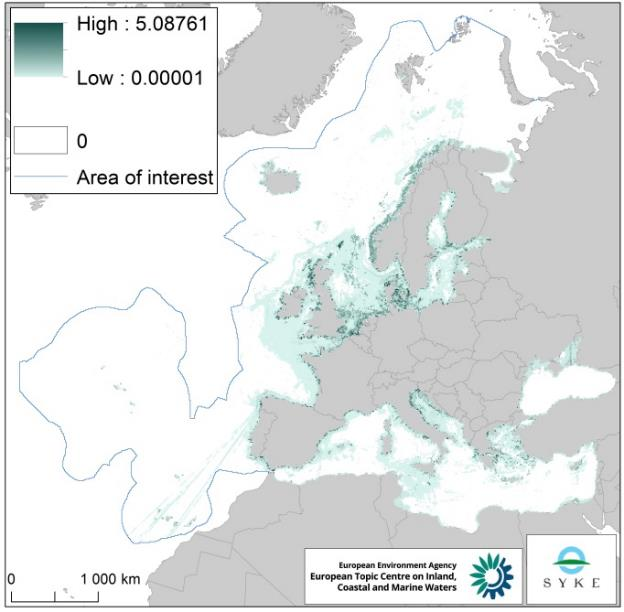 High : 5.08761
Low : 0.00001
0
Area of interest
0
1 000 km
European Environment Agency
European Topic Centre on Inland,
Coastal and Marine Waters
SYKE